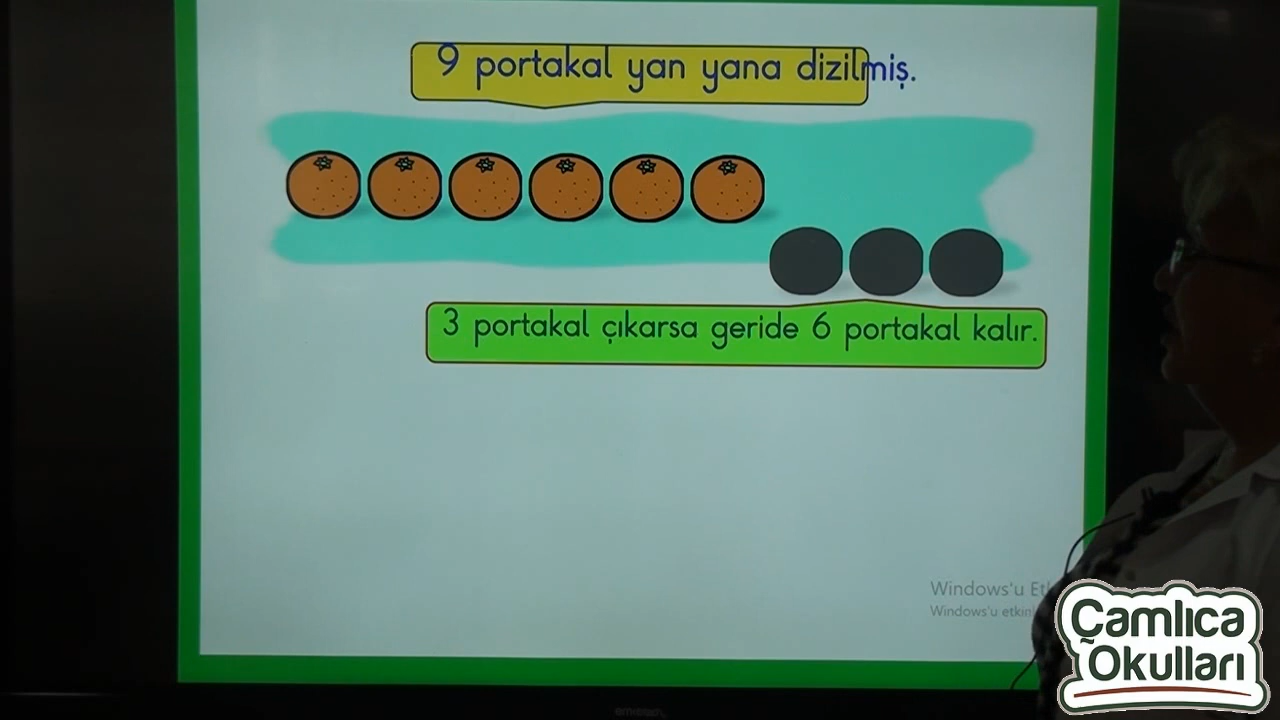 9 portakal yan yana dizilmiş.
3 portakal çıkarsa geride 6 portakal kalır.
Windows'u Et
Windows'u etkin
Çamlıca
Okulları